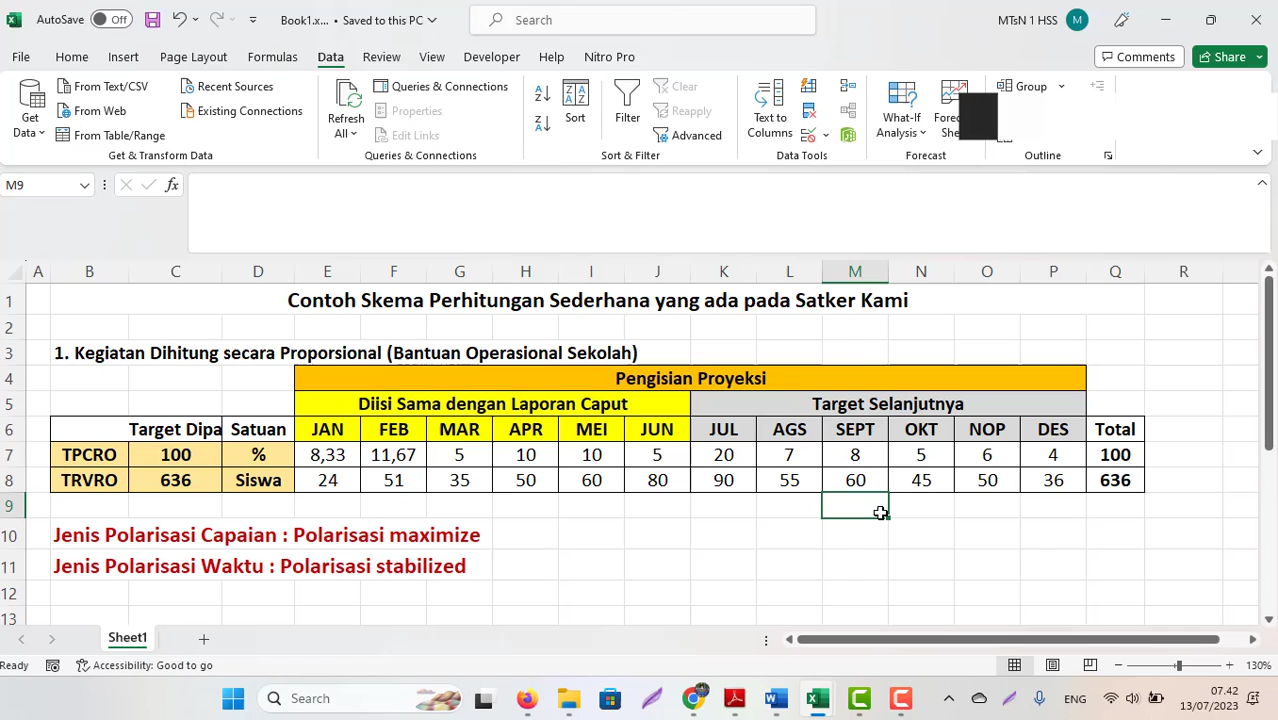 AutoSave Off Book1.x... • Saved to this PC Search MTsN 1 HSS M
File Home Insert Page Layout Formulas Data Review View Developer Help Nitro Pro Comments Share
Get Data
From Text/CSV
From Web
From Table/Range
Recent Sources
Existing Connections
Get & Transform Data
Refresh All
Queries & Connections
Properties
Edit Links
Queries & Connections
Sort
Filter
Clear
Reapply
Advanced
Sort & Filter
Text to Columns
Data Tools
What-If Analysis
Forecast
Group
Outline
M9 fx
A B C D E F G H I J K L M N O P Q R
1 Contoh Skema Perhitungan Sederhana yang ada pada Satker Kami
2
3 1. Kegiatan Dihitung secara Proporsional (Bantuan Operasional Sekolah)
4 Pengisian Proyeksi
5 Diisi Sama dengan Laporan Caput Target Selanjutnya
6 Target Dipa Satuan JAN FEB MAR APR MEI JUN JUL AGS SEPT OKT NOP DES Total
7 TPCRO 100 % 8,33 11,67 5 10 10 5 20 7 8 5 6 4 100
8 TRVRO 636 Siswa 24 51 35 50 60 80 90 55 60 45 50 36 636
9
10 Jenis Polarisasi Capaian : Polarisasi maximize
11 Jenis Polarisasi Waktu : Polarisasi stabilized
12
13
Sheet1
Ready Accessibility: Good to go 130%
Search ENG 07.42
13/07/2023